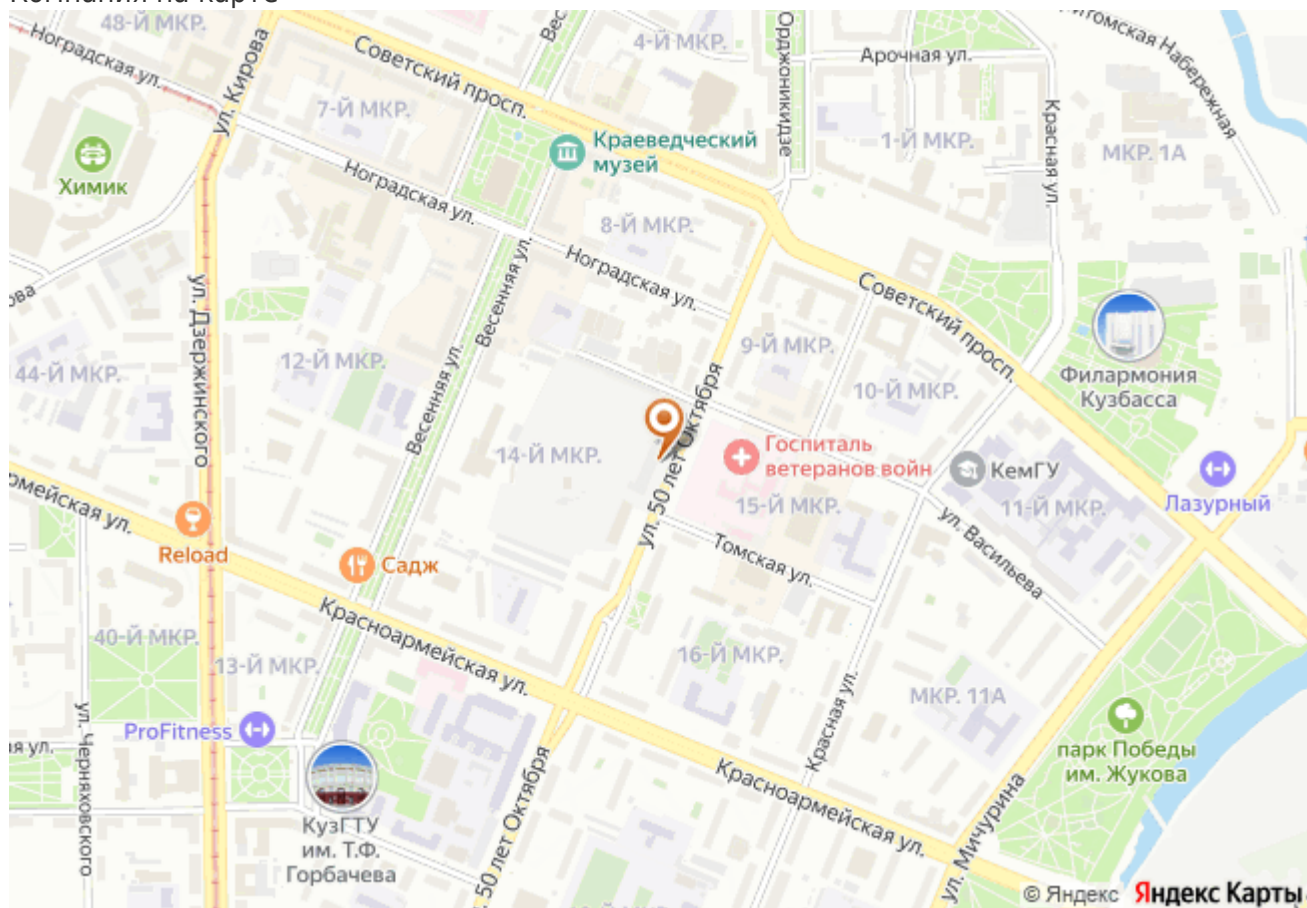 Компания на карте
48-Й МКР.
Ноградская ул.
ул. Кирова
Советский просп.
7-Й МКР.
4-Й МКР.
Орджоникидзе
Арочная ул.
Красная ул.
1-Й МКР.
МКР. 1А
Набережная
Химик
Краеведческий
музей
Ноградская ул.
8-Й МКР.
Ноградская ул.
Весенняя ул.
ул. Дзержинского
12-Й МКР.
44-Й МКР.
Весенняя ул.
Советский просп.
9-Й МКР.
10-Й МКР.
Филармония
Кузбасса
14-Й МКР.
ул. 50 лет Октября
Госпиталь
ветеранов войн
КемГУ
15-Й МКР.
11-Й МКР.
Лазурный
Reload
Садж
Томская ул.
ул. Васильева
Красноармейская ул.
40-Й МКР.
13-Й МКР.
16-Й МКР.
МКР. 11А
Красная ул.
ProFitness
ул. Черняховского
парк Победы
им. Жукова
КузГТУ
им. Т.Ф.
Горбачева
50 лет Октября
Красноармейская ул.
ул. Мичурина
© Яндекс Яндекс Карты